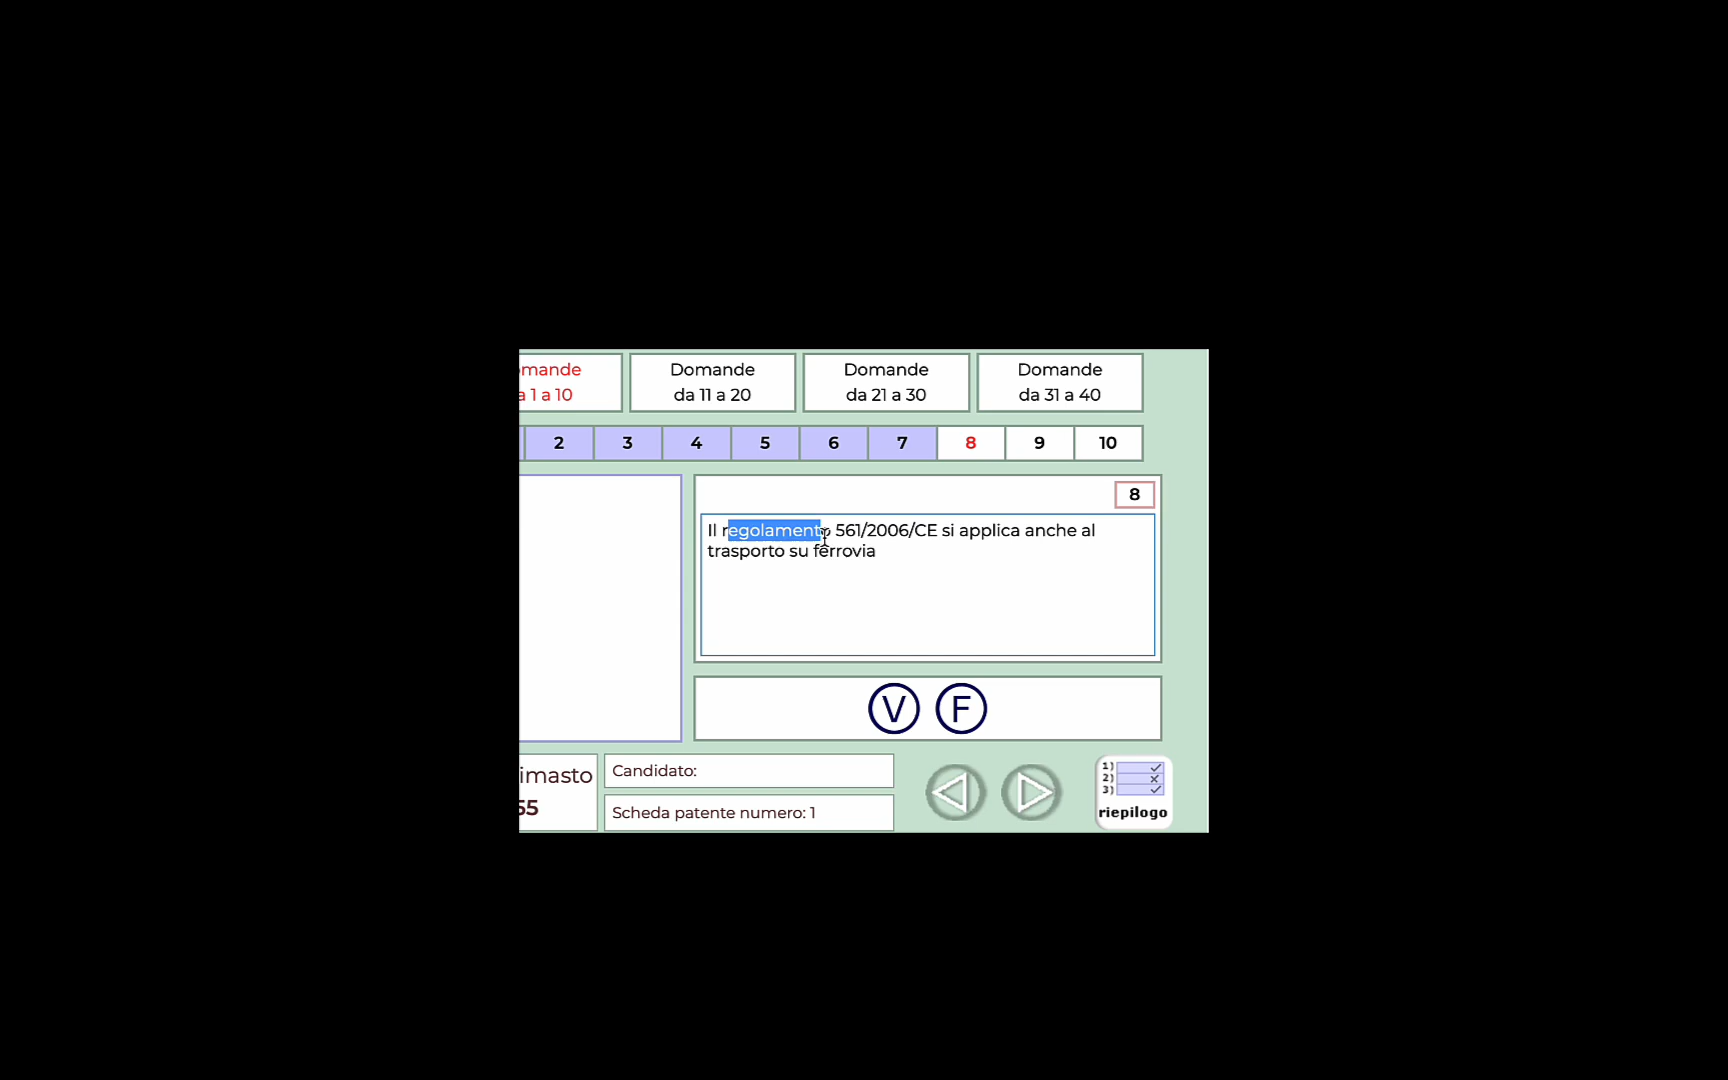 omande
a 1 a 10
Domande
da 11 a 20
Domande
da 21 a 30
Domande
da 31 a 40
2 3 4 5 6 7 8 9 10
8
Il regolamento 561/2006/CE si applica anche al
trasporto su ferrovia
V F
imasto
55
Candidato:
Scheda patente numero: 1
1)
2)
3)
riepilogo